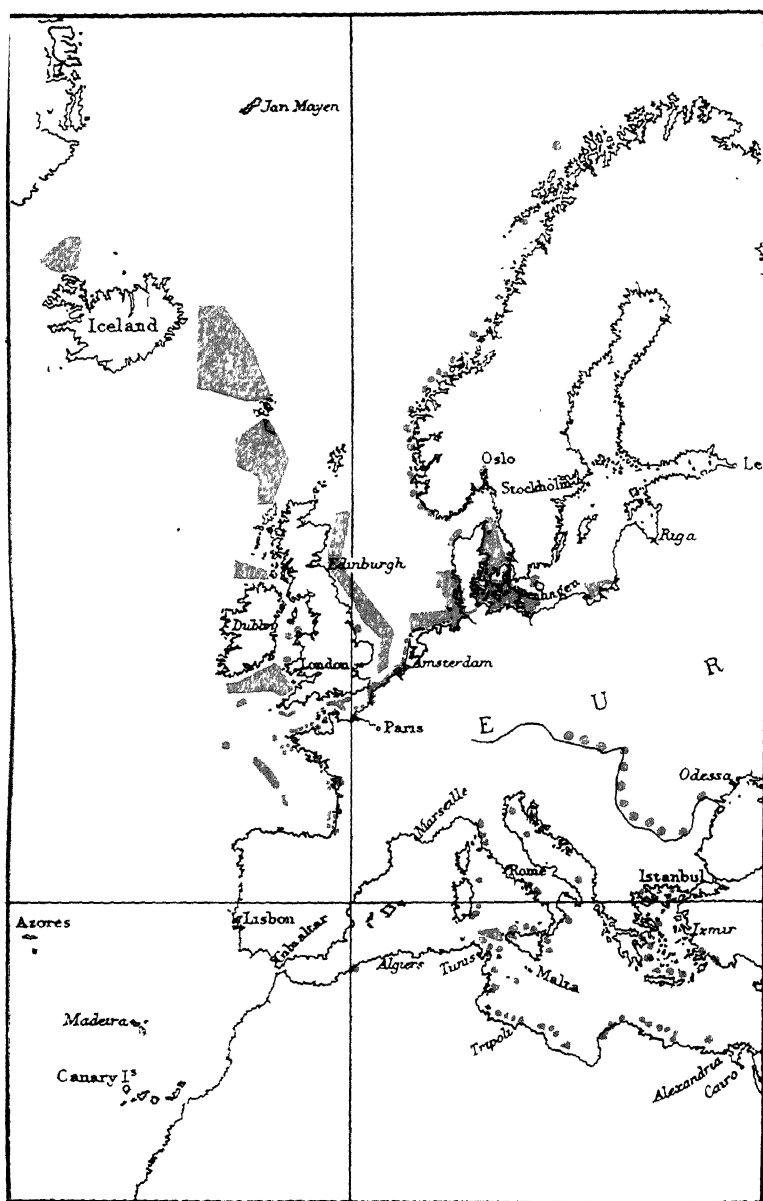 Jan Mayen
Iceland
Oslo
Stockholm
Le
Riga
Edinburgh
Dublin
London
Amsterdam
E U R
Paris
Odessa
Marseille
Rome
Istanbul
Lisbon
Azores
Gibraltar
Izmir
Algiers
Tunis
Malta
Madeira
Tripoli
Canary Iˢ
Alexandria
Cairo